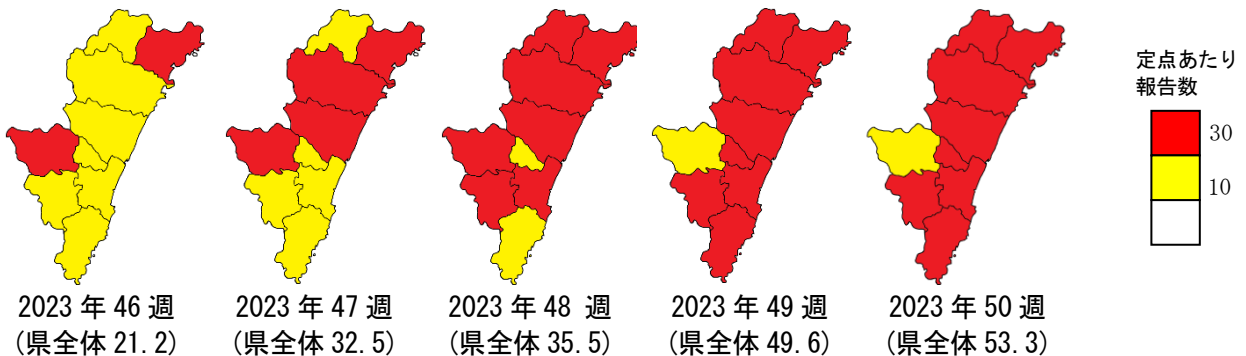 定点あたり
報告数
30
10
2023 年 46 週
(県全体 21.2)
2023 年 47 週
(県全体 32.5)
2023 年 48 週
(県全体 35.5)
2023 年 49 週
(県全体 49.6)
2023 年 50 週
(県全体 53.3)